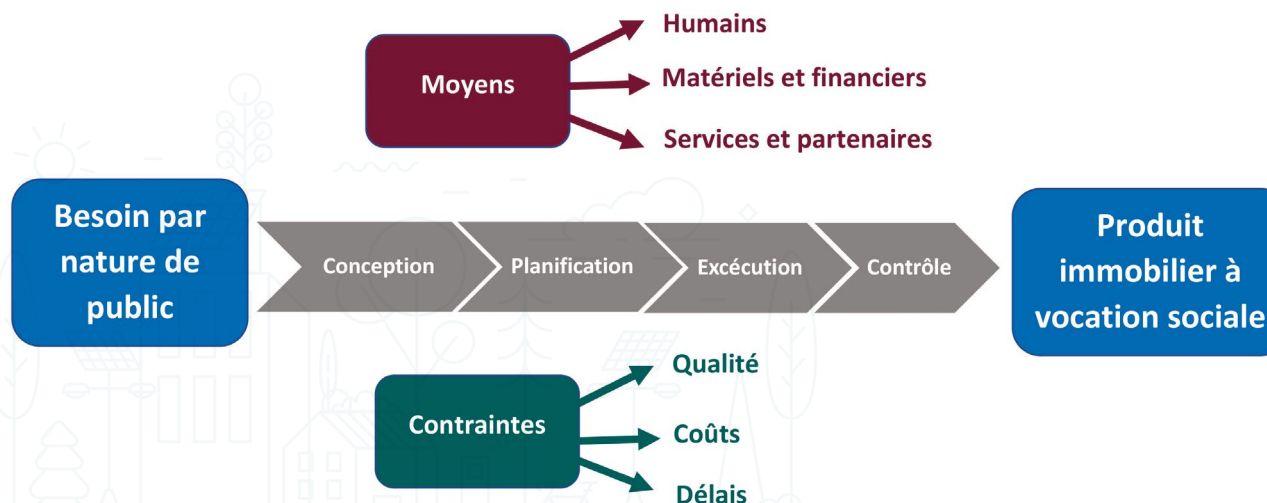 Humains
Moyens
Matériels et financiers
Services et partenaires
Besoin par
nature de
public
Conception
Planification
Excécution
Contrôle
Produit
immobilier à
vocation sociale
Qualité
Contraintes
Coûts
Délais